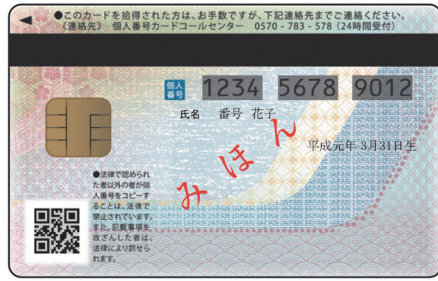 ●このカードを拾得された方は、お手数ですが、下記連絡先までご連絡ください。
《連絡先》 個人番号カードコールセンター 0570-783-578 (24時間受付)
個人番号 1234 5678 9012
氏名 番号 花子
平成元年 3月31日生
みほん
●法律で認められ
た者以外の者が個
人番号をコピーす
ることは、法律で
禁止されています。
また、記載事項を
改ざんした者は、
法律により罰せら
れます。